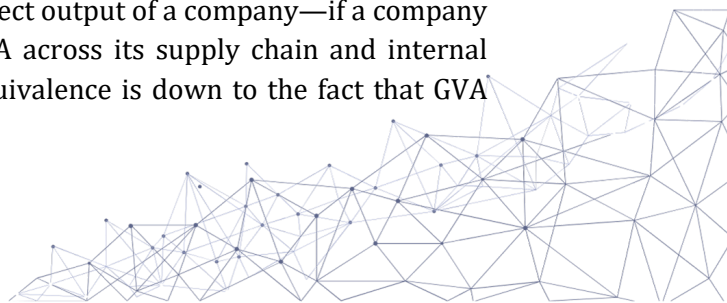 ect output of a company—if a company
A across its supply chain and internal
uivalence is down to the fact that GVA